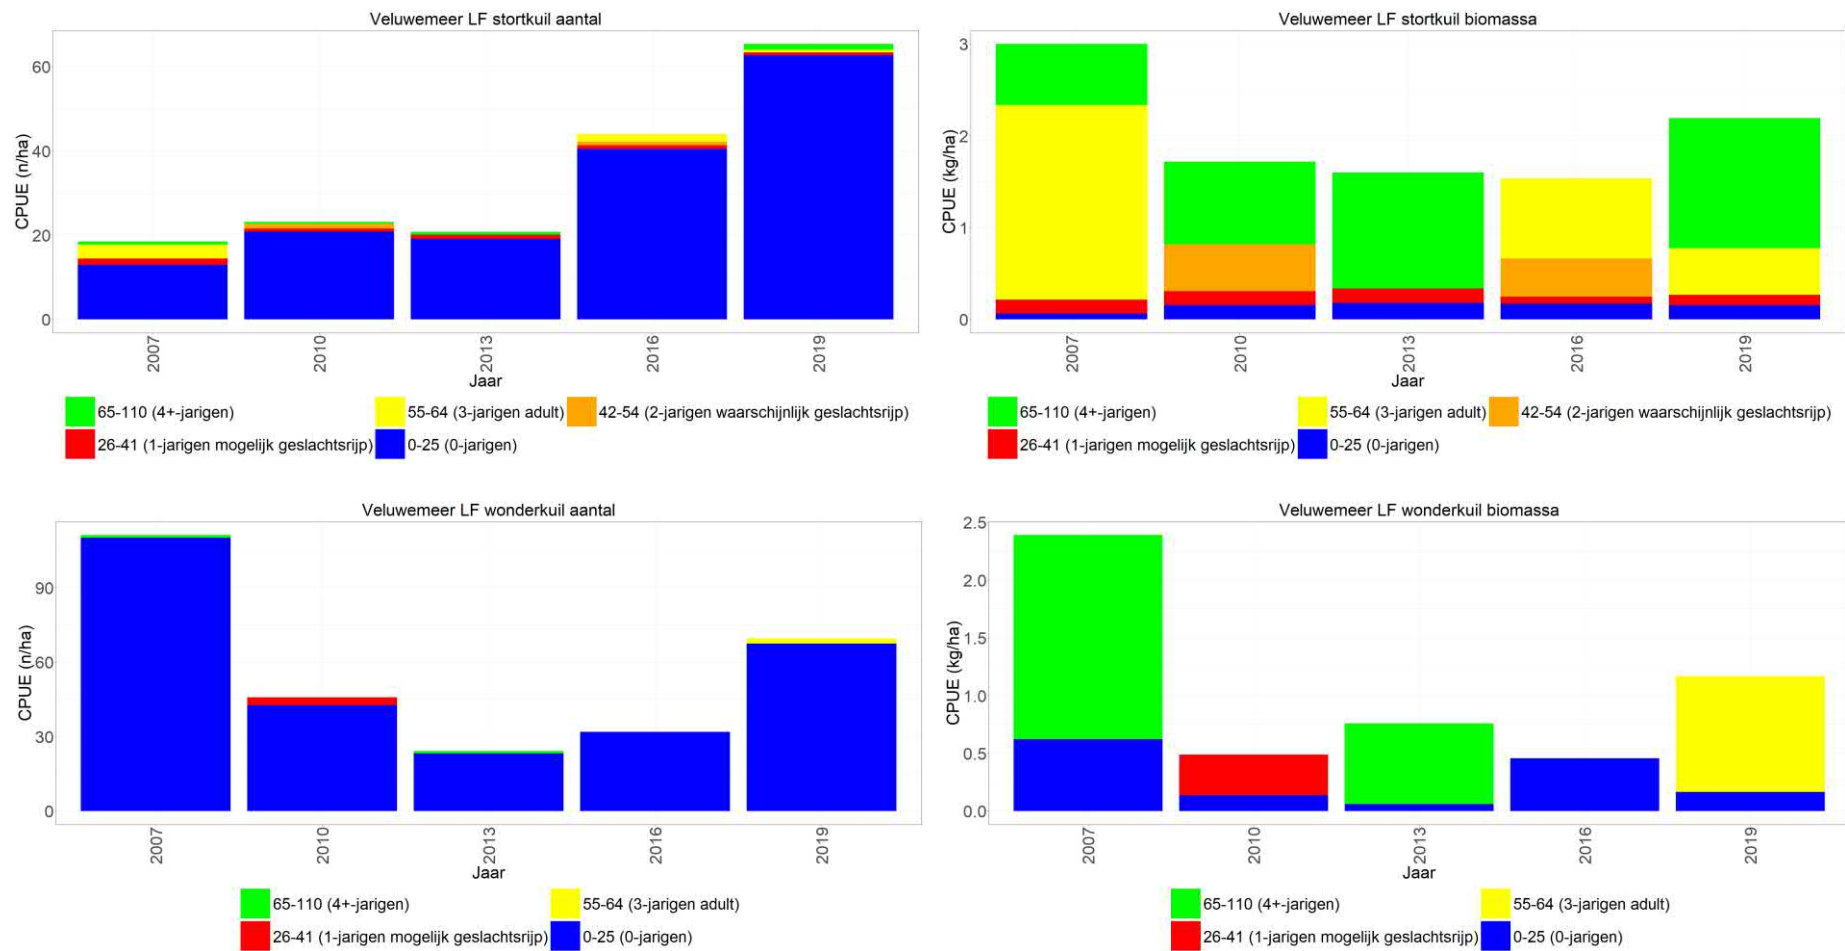 Veluwemeer LF stortkuil aantal
CPUE (n/ha)
60
40
20
0
2007
2010
2013
2016
2019
Jaar
65-110 (4+-jarigen)
55-64 (3-jarigen adult)
42-54 (2-jarigen waarschijnlijk geslachtsrijp)
26-41 (1-jarigen mogelijk geslachtsrijp)
0-25 (0-jarigen)
Veluwemeer LF stortkuil biomassa
CPUE (kg/ha)
3
2
1
0
2007
2010
2013
2016
2019
Jaar
65-110 (4+-jarigen)
55-64 (3-jarigen adult)
42-54 (2-jarigen waarschijnlijk geslachtsrijp)
26-41 (1-jarigen mogelijk geslachtsrijp)
0-25 (0-jarigen)
Veluwemeer LF wonderkuil aantal
CPUE (n/ha)
90
60
30
0
2007
2010
2013
2016
2019
Jaar
65-110 (4+-jarigen)
55-64 (3-jarigen adult)
26-41 (1-jarigen mogelijk geslachtsrijp)
0-25 (0-jarigen)
Veluwemeer LF wonderkuil biomassa
CPUE (kg/ha)
2.5
2.0
1.5
1.0
0.5
0.0
2007
2010
2013
2016
2019
Jaar
65-110 (4+-jarigen)
55-64 (3-jarigen adult)
26-41 (1-jarigen mogelijk geslachtsrijp)
0-25 (0-jarigen)